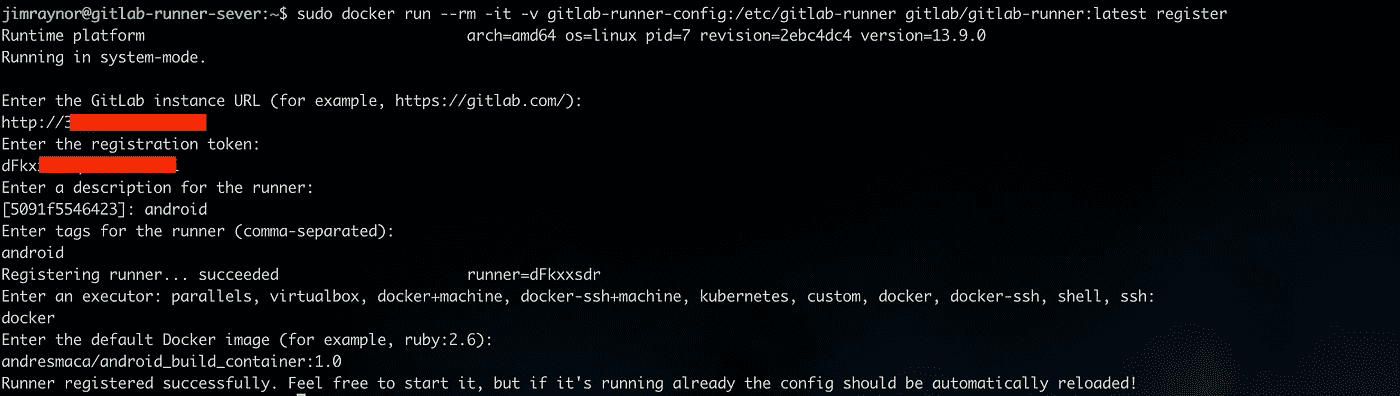 jimraynor@gitlab-runner-sever:~$ sudo docker run --rm -it -v gitlab-runner-config:/etc/gitlab-runner gitlab/gitlab-runner:latest register
Runtime platform arch=amd64 os=linux pid=7 revision=2ebc4dc4 version=13.9.0
Running in system-mode.
Enter the GitLab instance URL (for example, https://gitlab.com/):
http://3
Enter the registration token:
dFkx
Enter a description for the runner:
[5091f5546423]: android
Enter tags for the runner (comma-separated):
android
Registering runner... succeeded runner=dFkxxsdr
Enter an executor: parallels, virtualbox, docker+machine, docker-ssh+machine, kubernetes, custom, docker, docker-ssh, shell, ssh:
docker
Enter the default Docker image (for example, ruby:2.6):
andresmaca/android_build_container:1.0
Runner registered successfully. Feel free to start it, but if it's running already the config should be automatically reloaded!